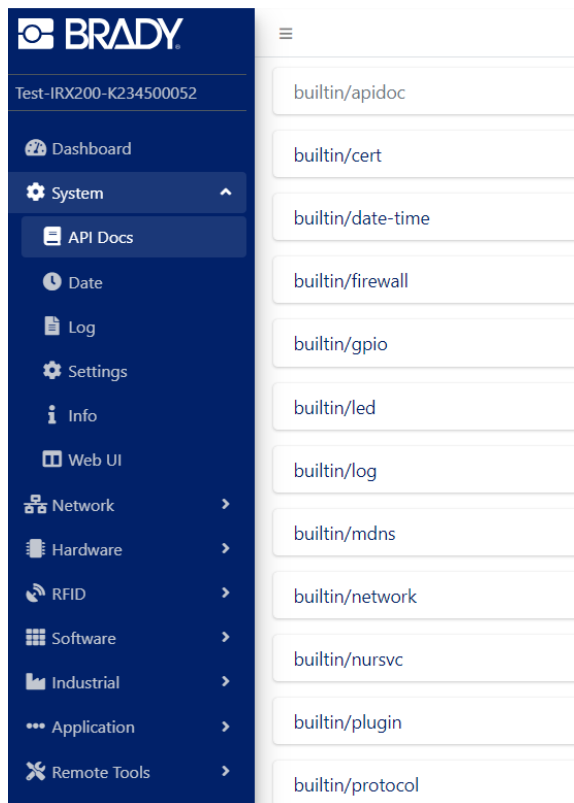 BRADY
Test-IRX200-K234500052
Dashboard
System
API Docs
Date
Log
Settings
Info
Web UI
Network
Hardware
RFID
Software
Industrial
Application
Remote Tools
builtin/apidoc
builtin/cert
builtin/date-time
builtin/firewall
builtin/gpio
builtin/led
builtin/log
builtin/mdns
builtin/network
builtin/nursvc
builtin/plugin
builtin/protocol